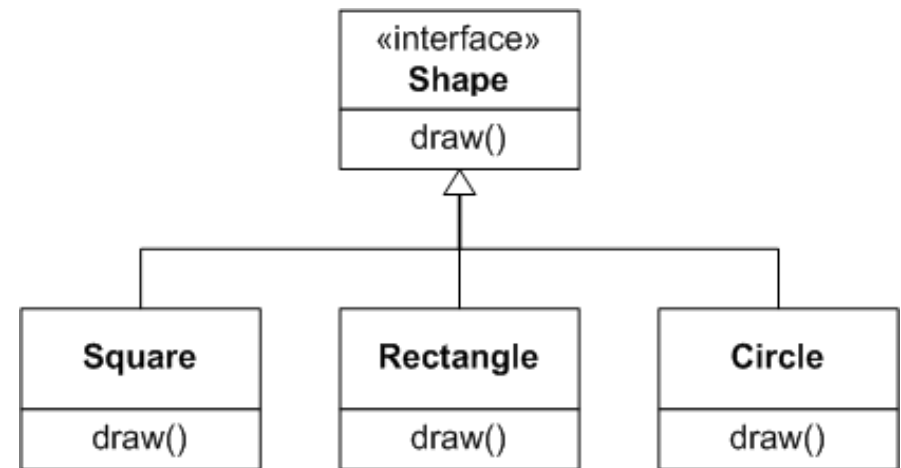 «interface»
Shape
draw()
Square
Rectangle
Circle
draw()
draw()
draw()